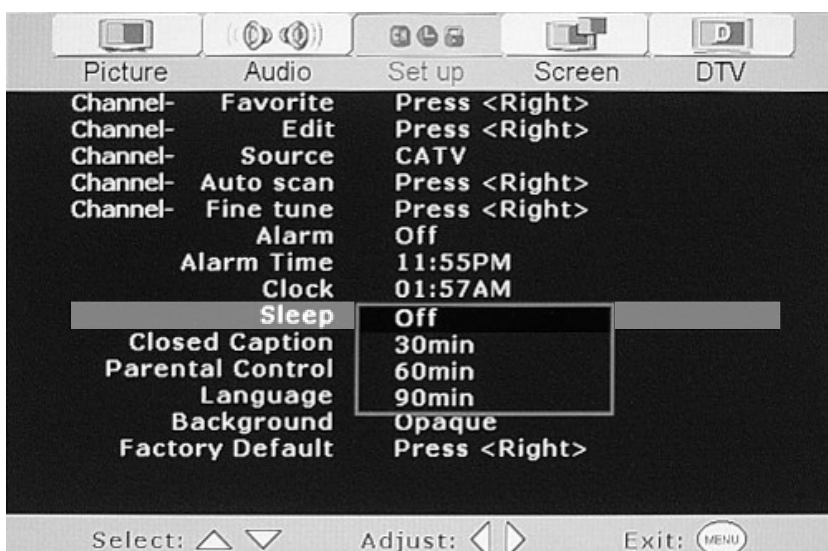 Picture Audio Set up Screen DTV
Channel- Favorite Press <Right>
Channel- Edit Press <Right>
Channel- Source CATV
Channel- Auto scan Press <Right>
Channel- Fine tune Press <Right>
Alarm Off
Alarm Time 11:55PM
Clock 01:57AM
Sleep Off
Closed Caption 30min
Parental Control 60min
Language 90min
Background Opaque
Factory Default Press <Right>
Select: Adjust: Exit: MENU